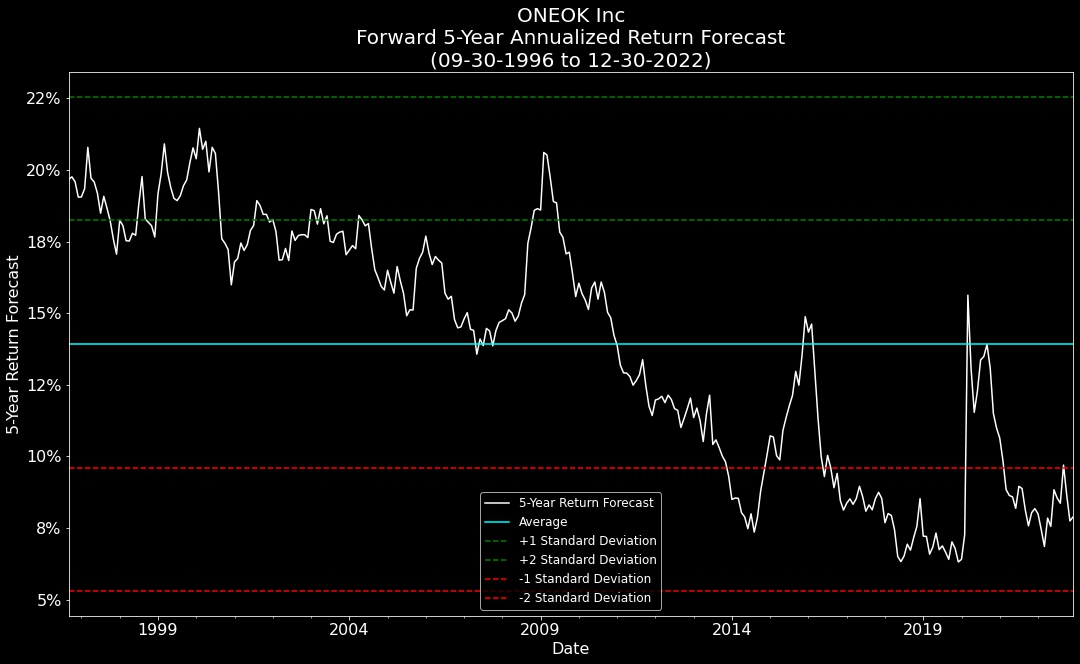 ONEOK Inc
Forward 5-Year Annualized Return Forecast
(09-30-1996 to 12-30-2022)
5-Year Return Forecast
22%
20%
18%
15%
12%
10%
8%
5%
5-Year Return Forecast
Average
+1 Standard Deviation
+2 Standard Deviation
-1 Standard Deviation
-2 Standard Deviation
1999 2004 2009 2014 2019
Date